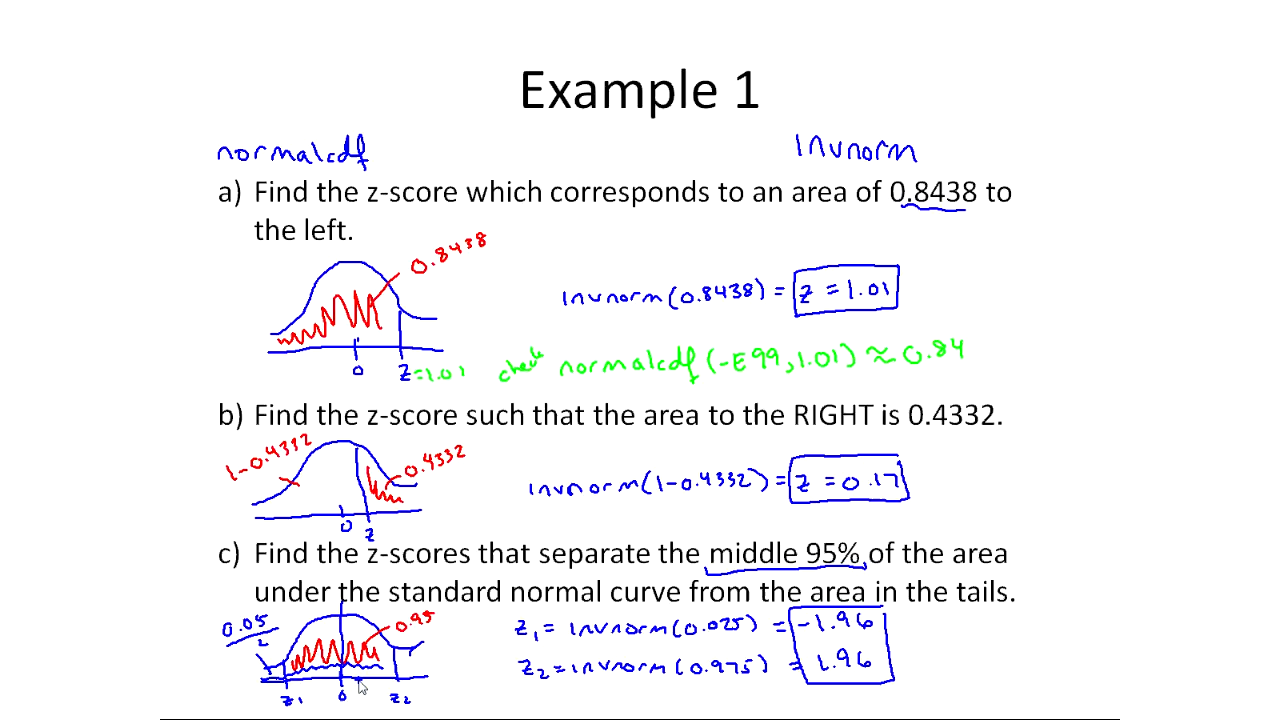 Example 1
normalcdf
invnorm
a) Find the z-score which corresponds to an area of 0.8438 to
the left.
0.8438
invnorm(0.8438) = z = 1.01
0
z=1.01
check normalcdf(-E99,1.01) ≈ 0.84
b) Find the z-score such that the area to the RIGHT is 0.4332.
1-0.4332
0.4332
invnorm(1-0.4332) = z = 0.17
0
z
c) Find the z-scores that separate the middle 95% of the area
under the standard normal curve from the area in the tails.
0.05
2
0.95
z₁ = invnorm(0.025) = -1.96
z₂ = invnorm(0.975) = 1.96
z₁
0
z₂